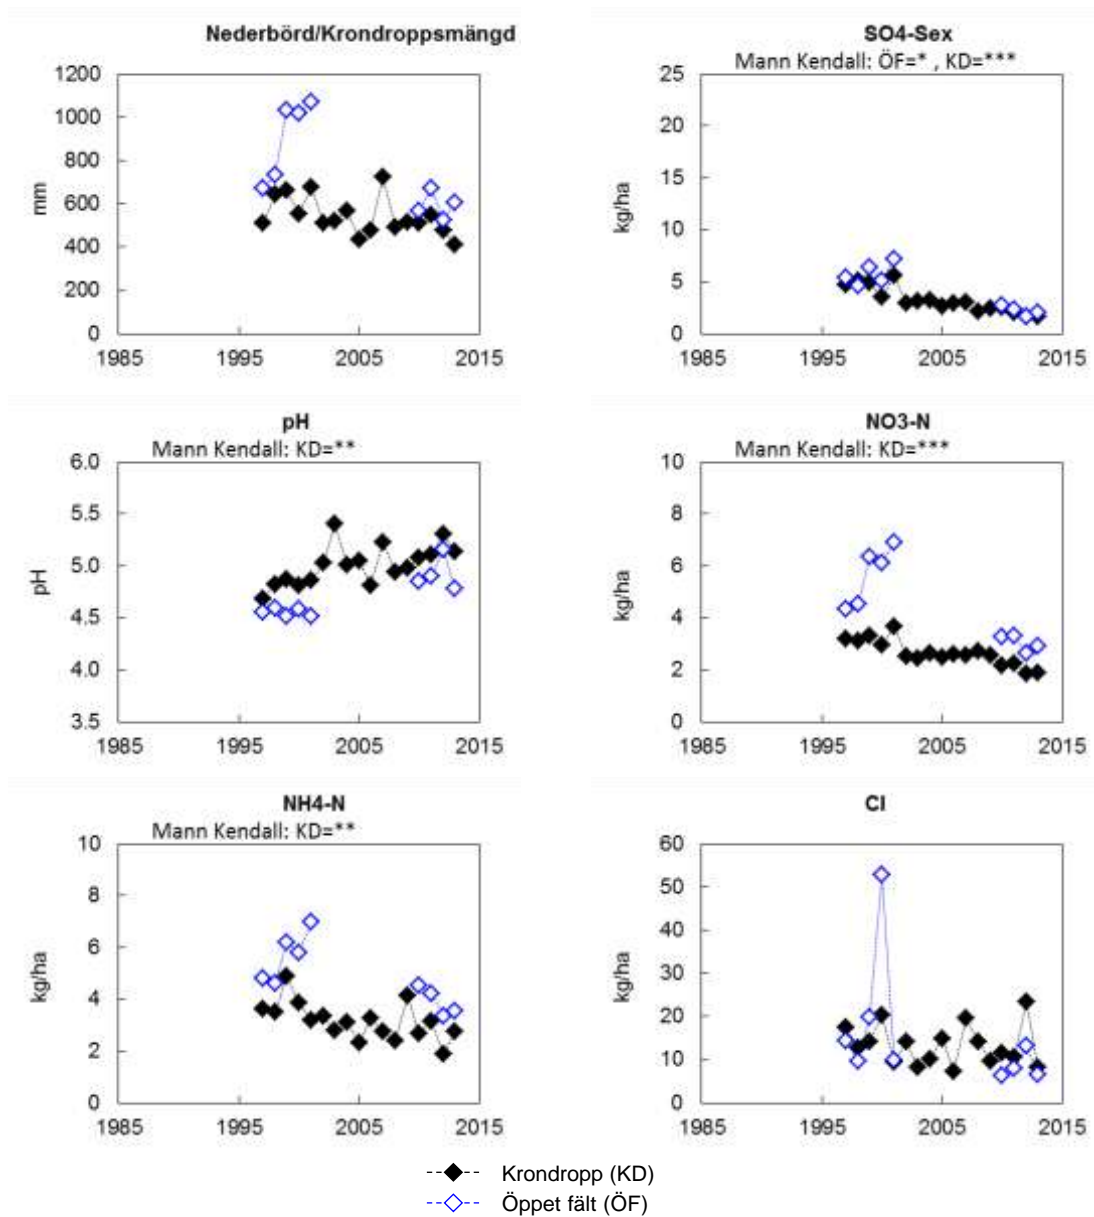 Nederbörd/Krondroppsmängd
1200
1000
800
600
400
200
0
mm
1985 1995 2005 2015
SO4-Sex
Mann Kendall: ÖF=* , KD=***
25
20
15
10
5
0
kg/ha
1985 1995 2005 2015
pH
Mann Kendall: KD=**
6.0
5.5
5.0
4.5
4.0
3.5
pH
1985 1995 2005 2015
NO3-N
Mann Kendall: KD=***
10
8
6
4
2
0
kg/ha
1985 1995 2005 2015
NH4-N
Mann Kendall: KD=**
10
8
6
4
2
0
kg/ha
1985 1995 2005 2015
Cl
60
50
40
30
20
10
0
kg/ha
1985 1995 2005 2015
Krondropp (KD)
Öppet fält (ÖF)